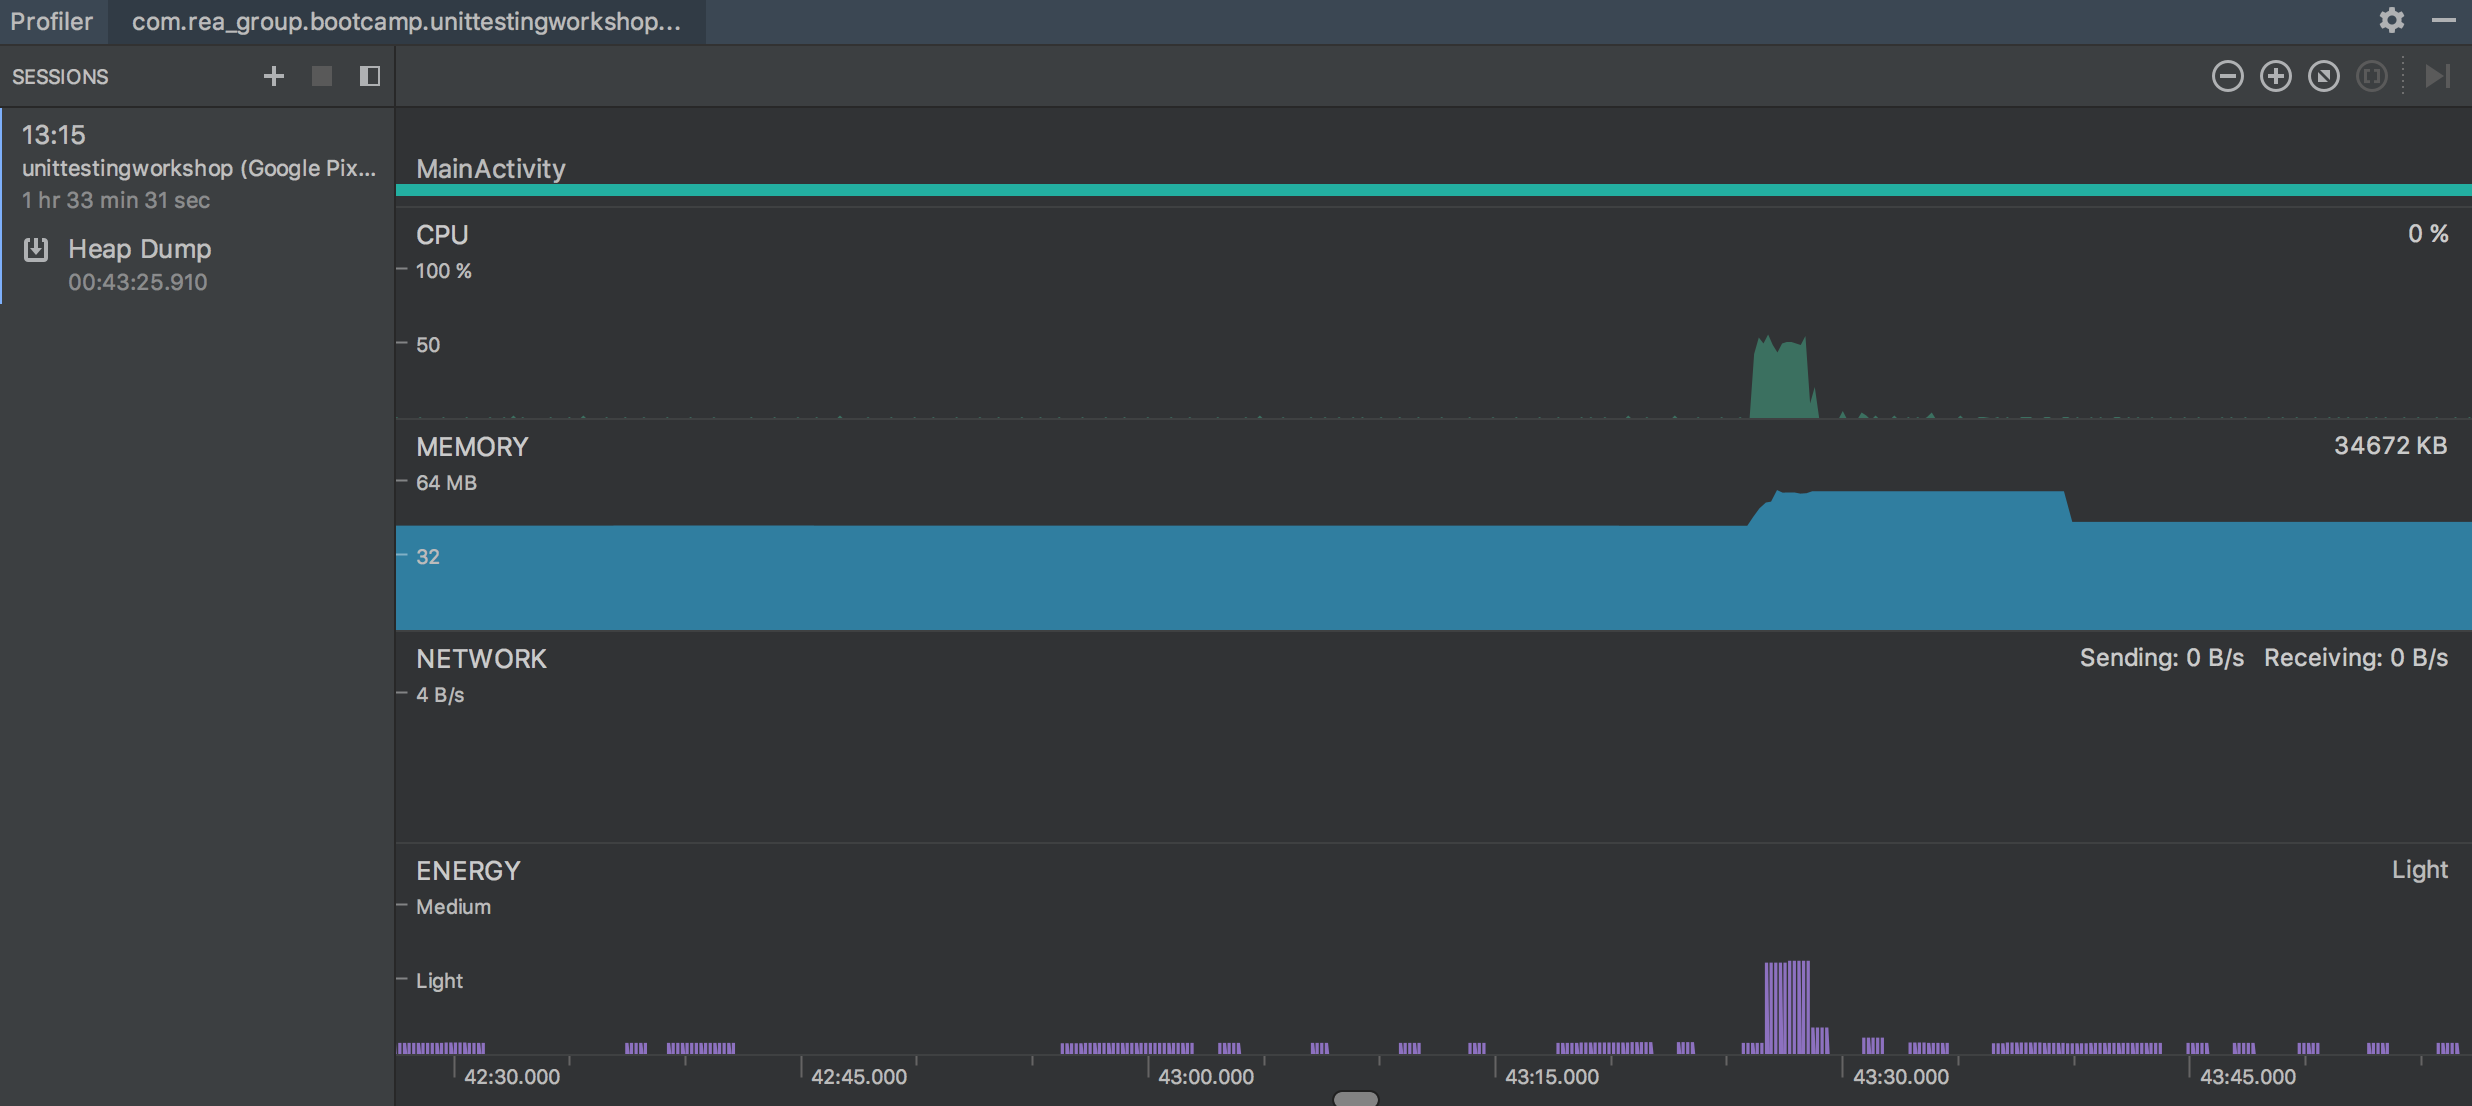 Profiler com.rea_group.bootcamp.unittestingworkshop...
SESSIONS
13:15
unittestingworkshop (Google Pix...
1 hr 33 min 31 sec
Heap Dump
00:43:25.910
MainActivity
CPU 0 %
100 %
50
MEMORY 34672 KB
64 MB
32
NETWORK Sending: 0 B/s Receiving: 0 B/s
4 B/s
ENERGY Light
Medium
Light
42:30.000 42:45.000 43:00.000 43:15.000 43:30.000 43:45.000